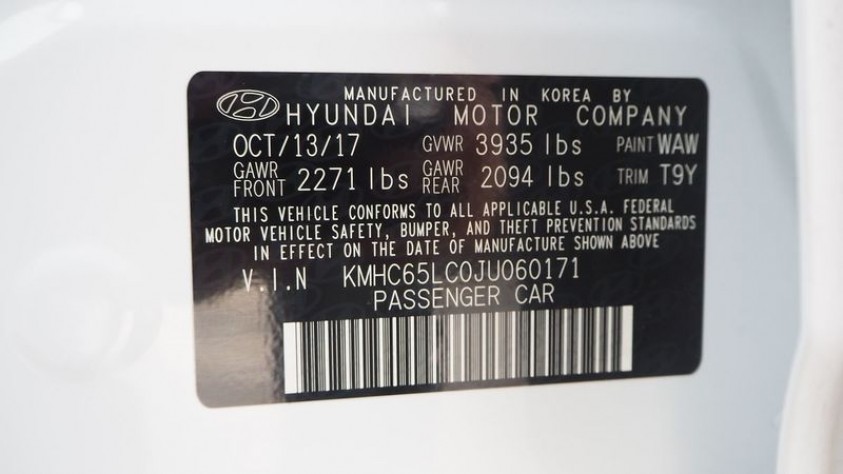 MANUFACTURED IN KOREA BY
HYUNDAI MOTOR COMPANY
OCT/13/17 GVWR 3935 lbs PAINT WAW
GAWR FRONT 2271 lbs GAWR REAR 2094 lbs TRIM T9Y
THIS VEHICLE CONFORMS TO ALL APPLICABLE U.S.A. FEDERAL
MOTOR VEHICLE SAFETY, BUMPER, AND THEFT PREVENTION STANDARDS
IN EFFECT ON THE DATE OF MANUFACTURE SHOWN ABOVE
V.I.N KMHC65LC0JU060171
PASSENGER CAR